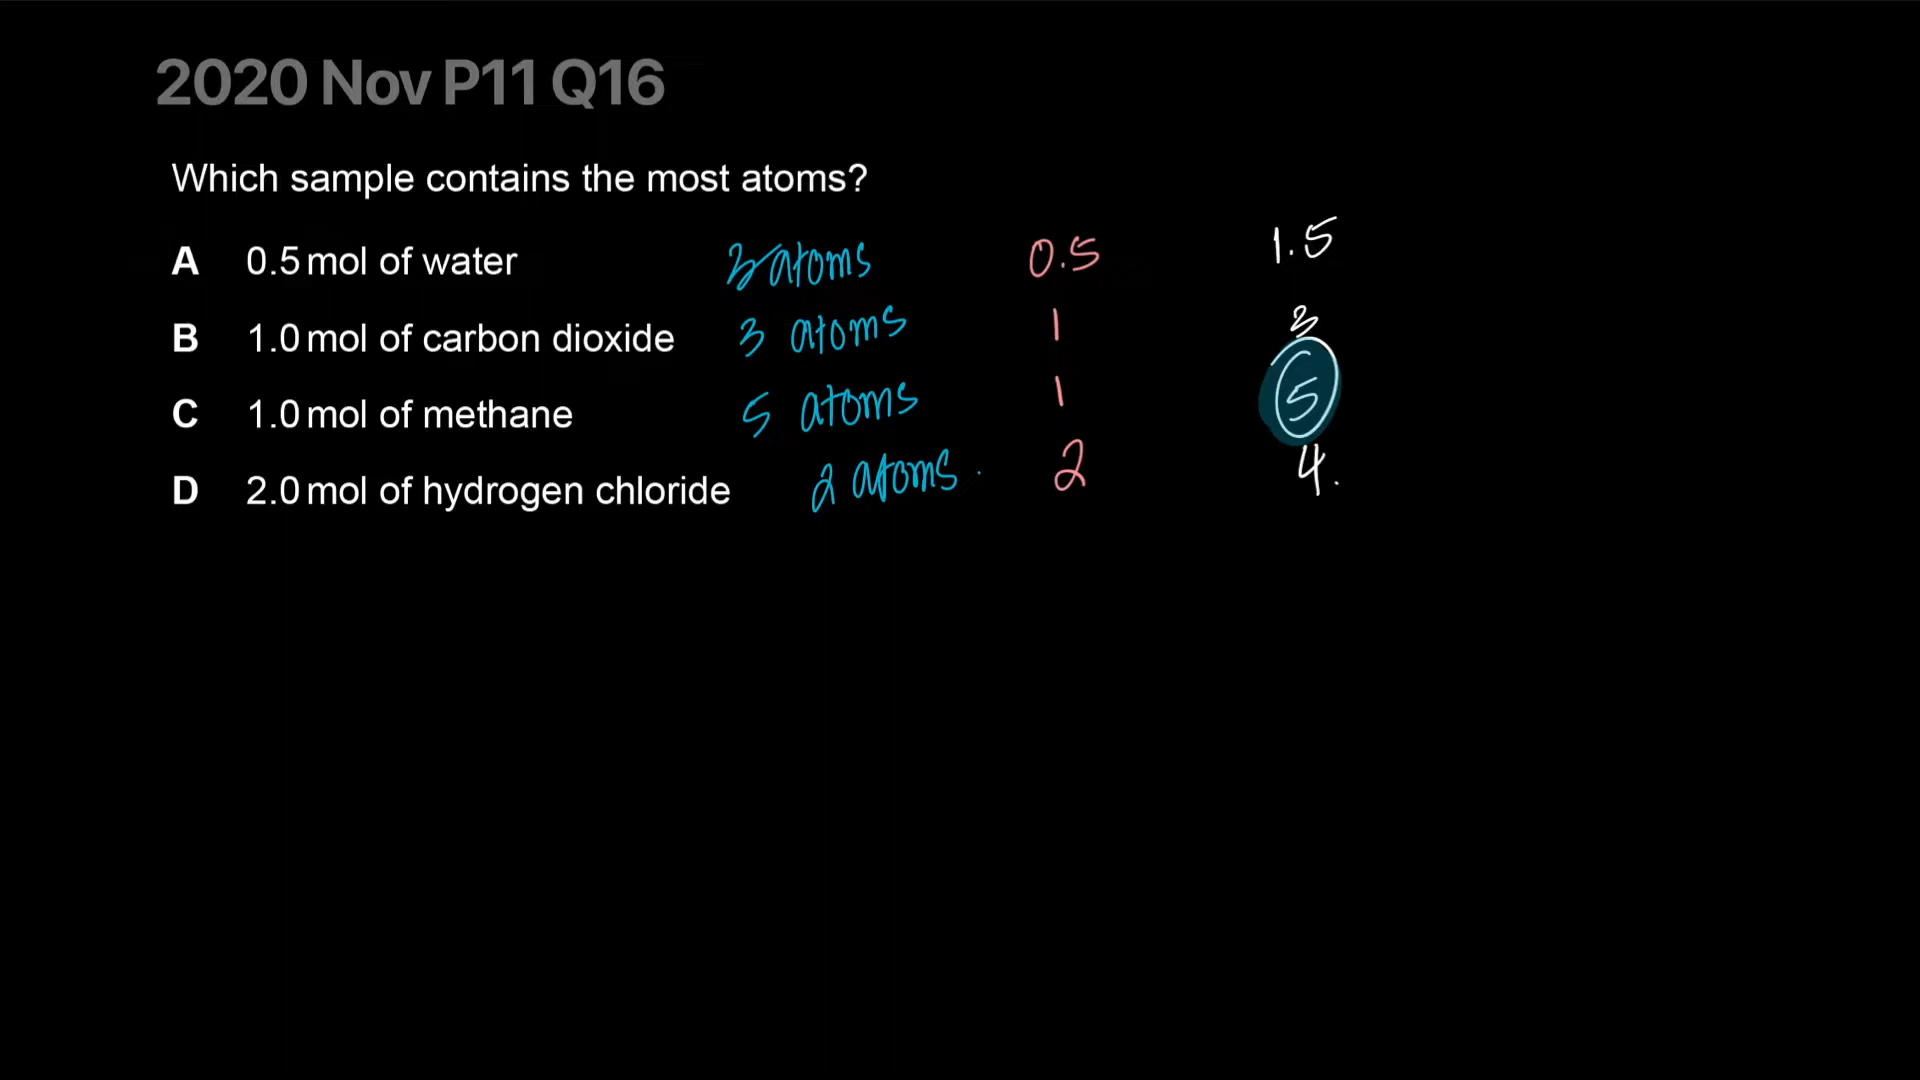 2020 Nov P11 Q16
Which sample contains the most atoms?
A 0.5 mol of water 3 atoms 0.5 1.5
B 1.0 mol of carbon dioxide 3 atoms 1 3
C 1.0 mol of methane 5 atoms 1 5
D 2.0 mol of hydrogen chloride 2 atoms . 2 4.